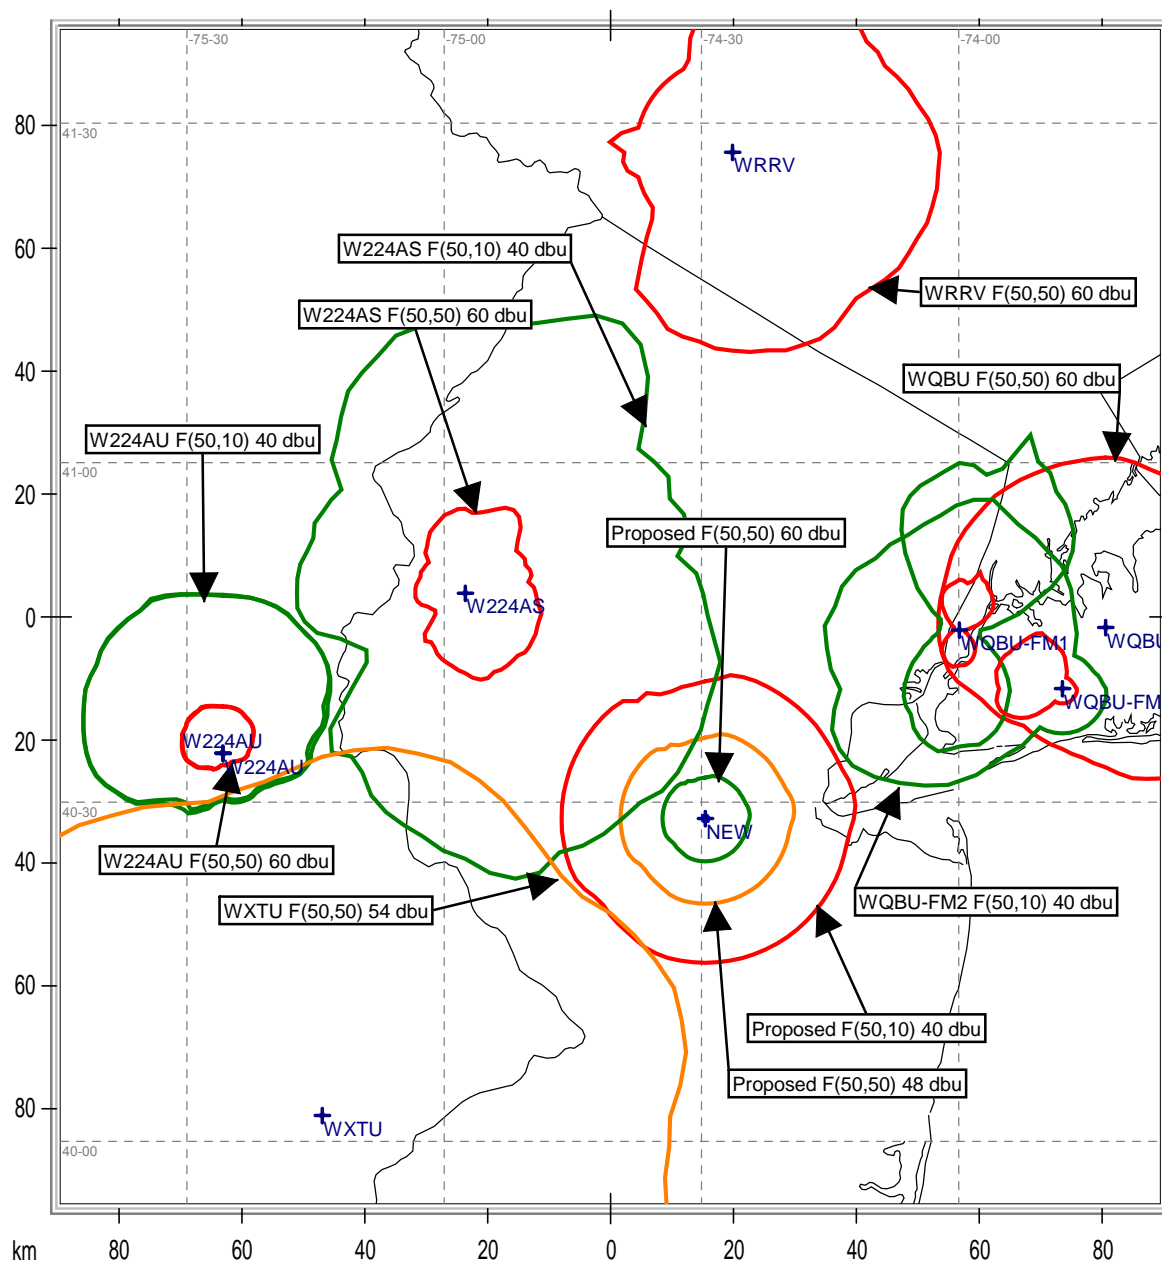 -75-30
-75-00
-74-30
-74-00
80
41-30
WRRV
W224AS F(50,10) 40 dbu
60
WRRV F(50,50) 60 dbu
W224AS F(50,50) 60 dbu
40
WQBU F(50,50) 60 dbu
W224AU F(50,10) 40 dbu
41-00
20
Proposed F(50,50) 60 dbu
W224AS
0
WQBU-FM1
WQBU
WQBU-FM
W224AU
20
W224AU
40-30
NEW
W224AU F(50,50) 60 dbu
40
WXTU F(50,50) 54 dbu
WQBU-FM2 F(50,10) 40 dbu
60
Proposed F(50,10) 40 dbu
Proposed F(50,50) 48 dbu
80
WXTU
40-00
km
80
60
40
20
0
20
40
60
80